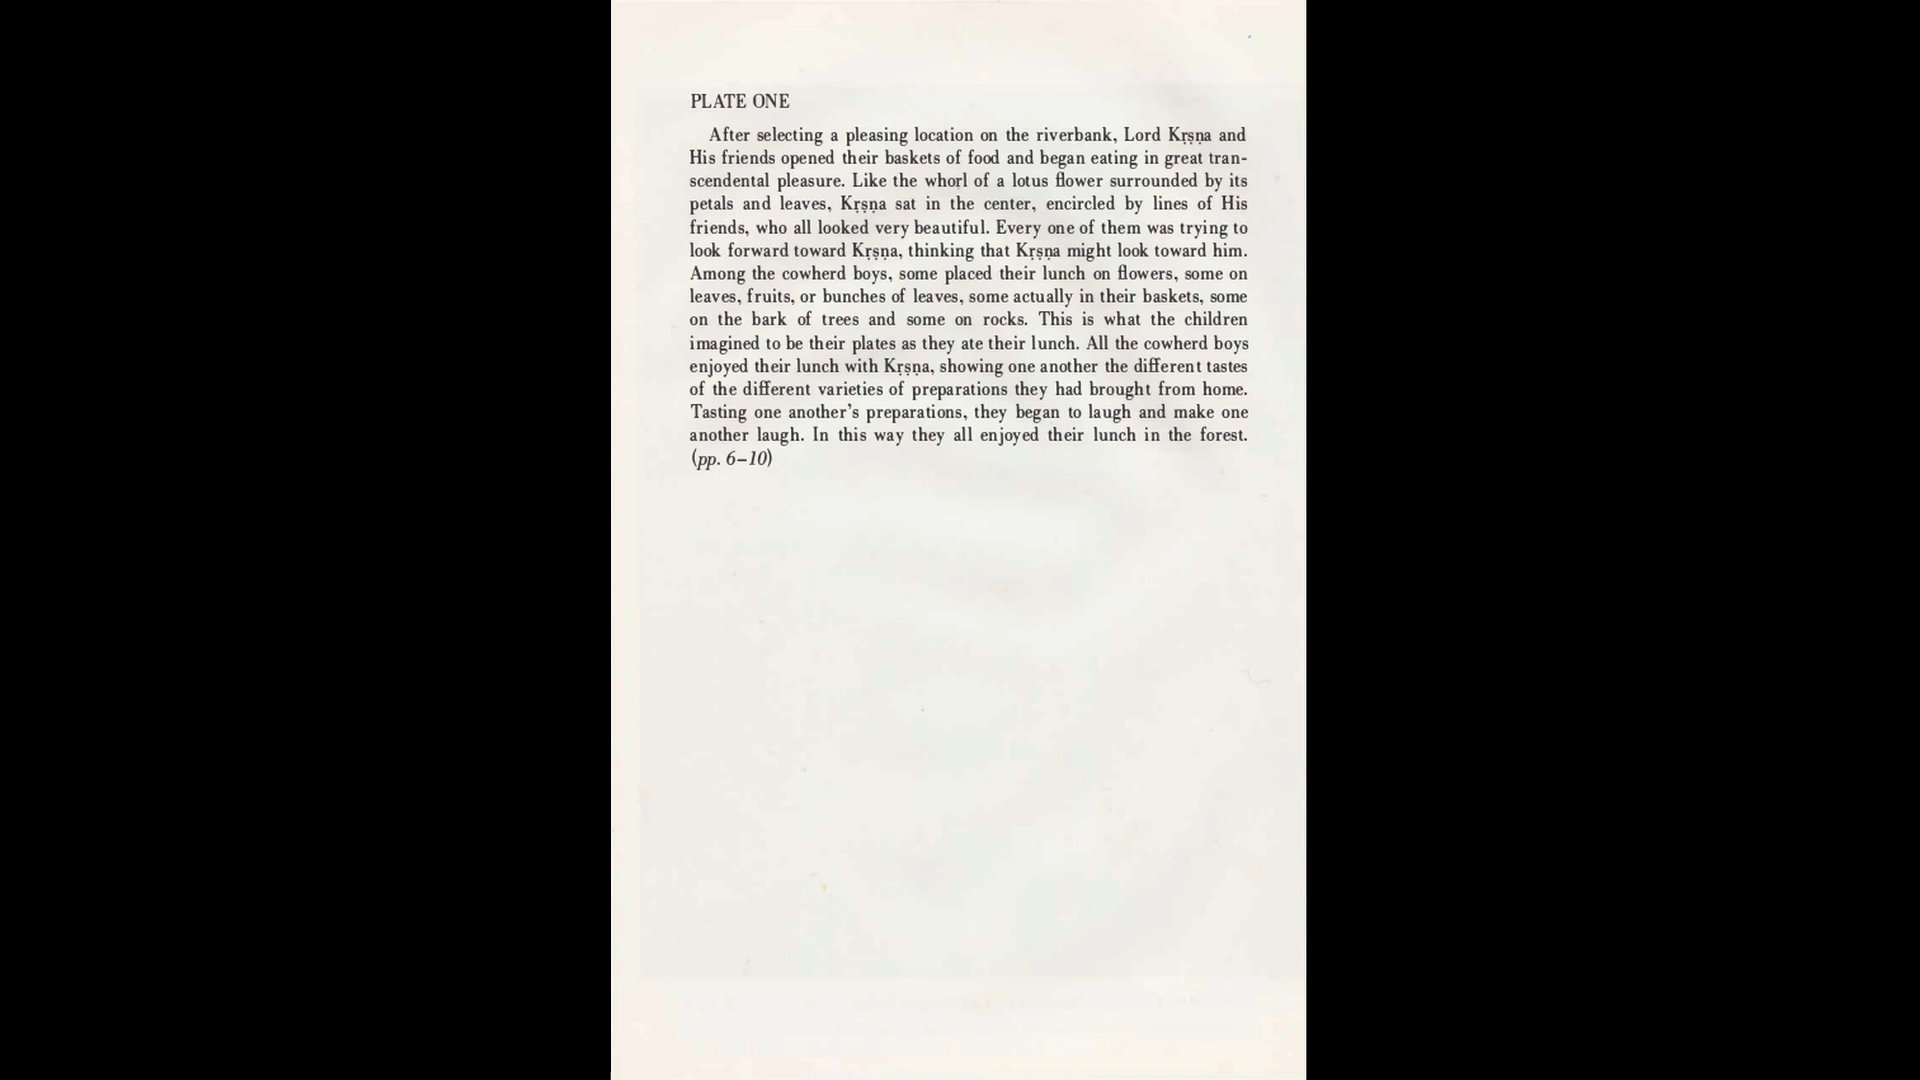 PLATE ONE
After selecting a pleasing location on the riverbank, Lord Kṛṣṇa and
His friends opened their baskets of food and began eating in great tran-
scendental pleasure. Like the whorl of a lotus flower surrounded by its
petals and leaves, Kṛṣṇa sat in the center, encircled by lines of His
friends, who all looked very beautiful. Every one of them was trying to
look forward toward Kṛṣṇa, thinking that Kṛṣṇa might look toward him.
Among the cowherd boys, some placed their lunch on flowers, some on
leaves, fruits, or bunches of leaves, some actually in their baskets, some
on the bark of trees and some on rocks. This is what the children
imagined to be their plates as they ate their lunch. All the cowherd boys
enjoyed their lunch with Kṛṣṇa, showing one another the different tastes
of the different varieties of preparations they had brought from home.
Tasting one another's preparations, they began to laugh and make one
another laugh. In this way they all enjoyed their lunch in the forest.
(pp. 6–10)